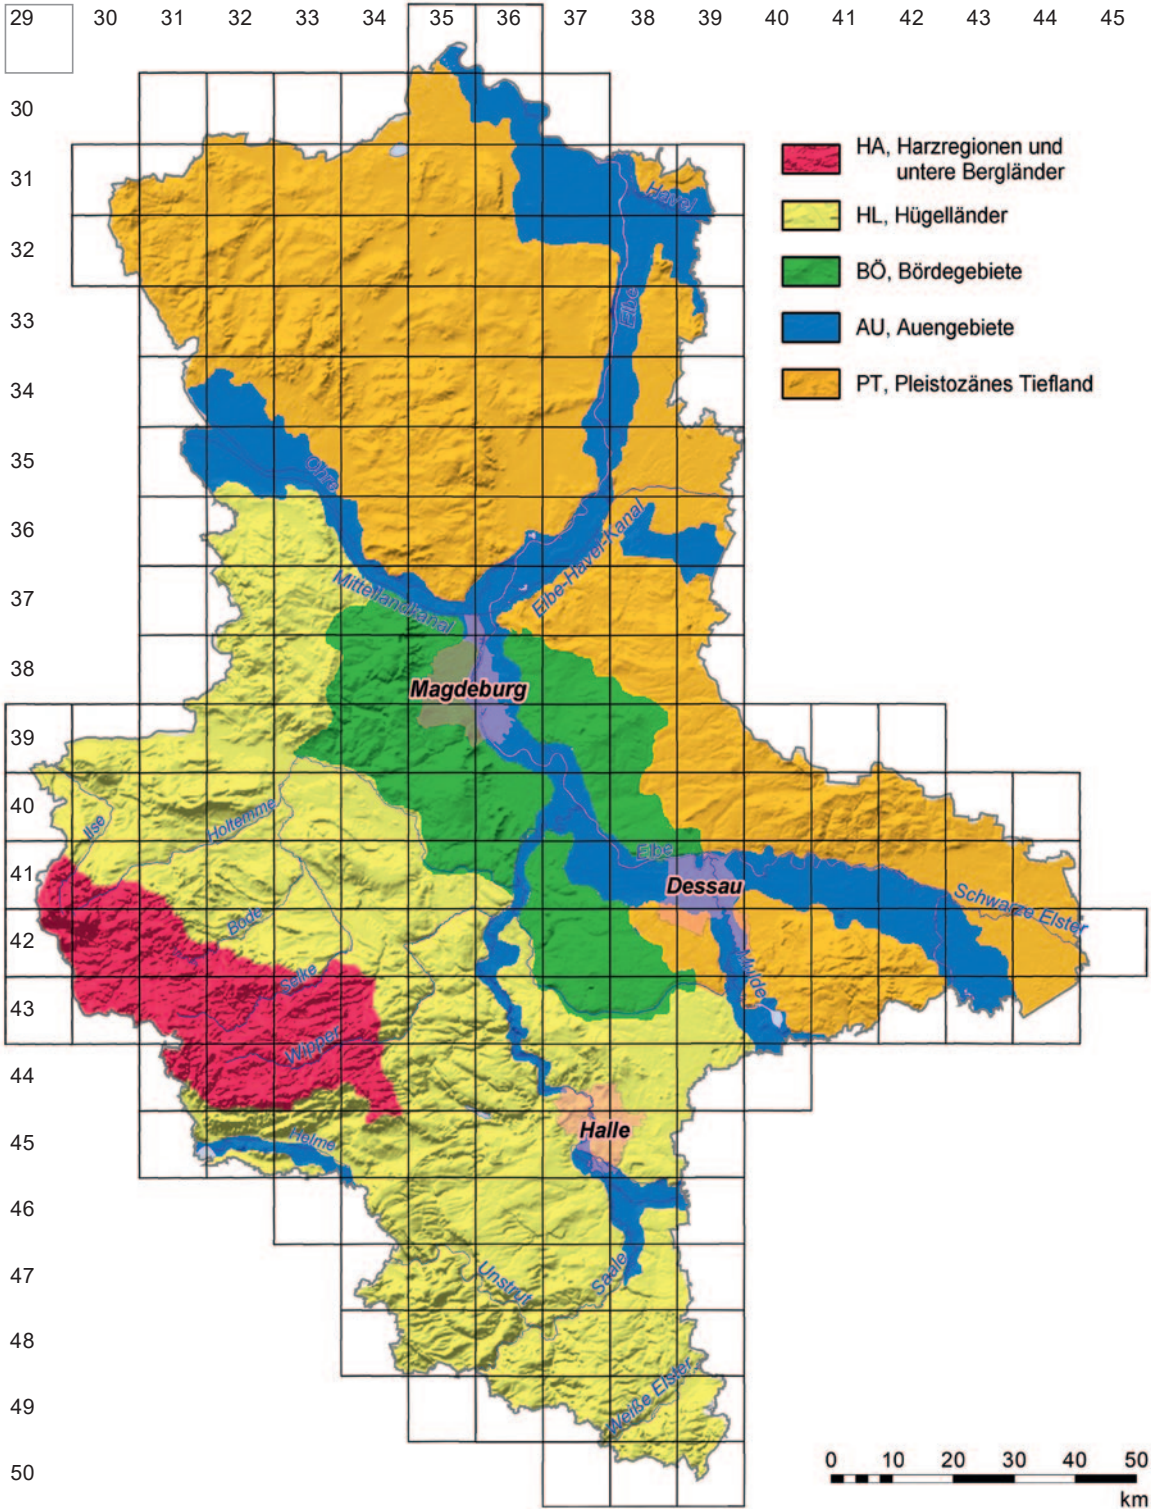 29 30 31 32 33 34 35 36 37 38 39 40 41 42 43 44 45
30
31
32
33
34
35
36
37
38
39
40
41
42
43
44
45
46
47
48
49
50
HA, Harzregionen und
untere Bergländer
HL, Hügelländer
BÖ, Bördegebiete
AU, Auengebiete
PT, Pleistozänes Tiefland
Havel
Elbe
Ohre
Elbe-Havel-Kanal
Mittellandkanal
Magdeburg
Ilse
Holtemme
Elbe
Dessau
Schwarze Elster
Bode
Selke
Mulde
Wipper
Halle
Helme
Unstrut
Saale
Weiße Elster
0 10 20 30 40 50
km